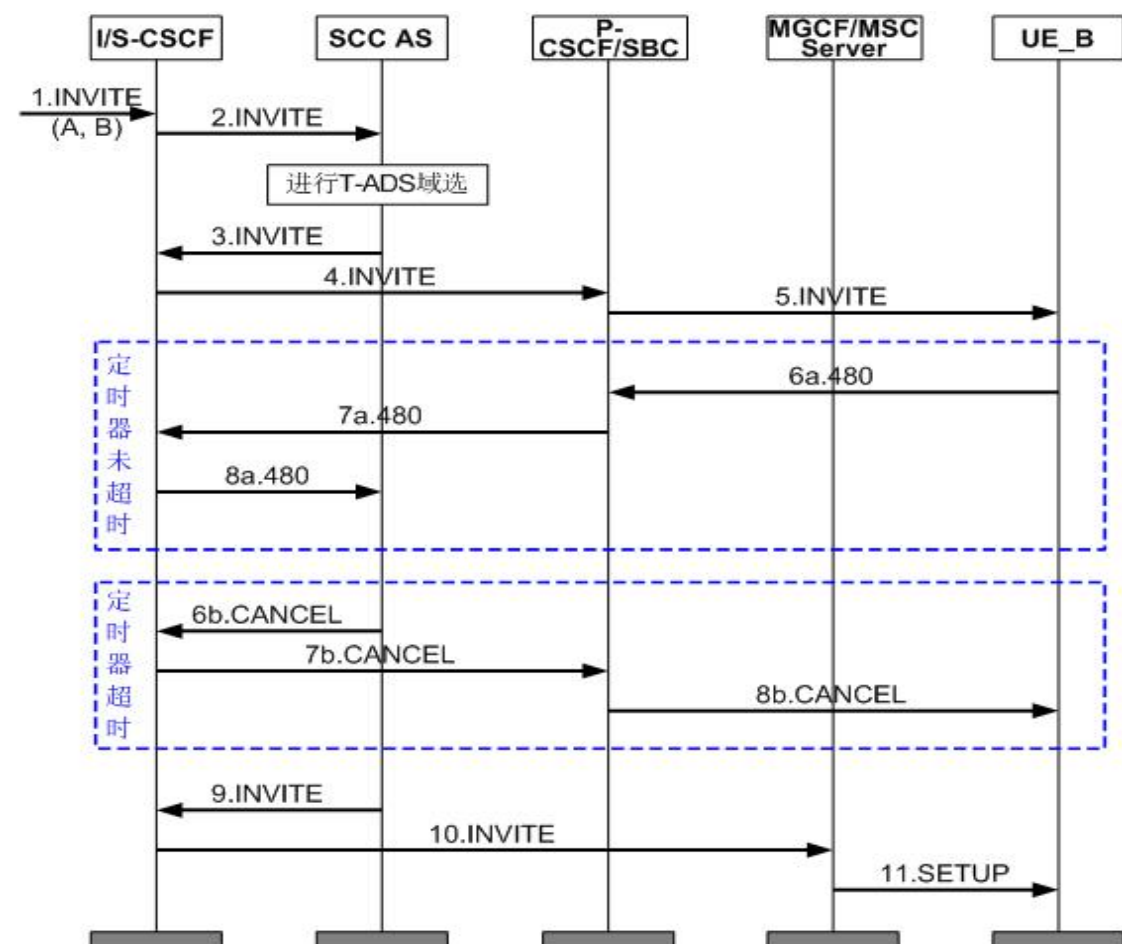 I/S-CSCF
SCC AS
P-
CSCF/SBC
MGCF/MSC
Server
UE_B
1.INVITE
(A, B)
2.INVITE
进行T-ADS域选
3.INVITE
4.INVITE
5.INVITE
定时器未超时
6a.480
7a.480
8a.480
定时器超时
6b.CANCEL
7b.CANCEL
8b.CANCEL
9.INVITE
10.INVITE
11.SETUP